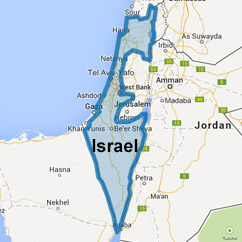 Sour
Haifa
As Suwayda
Irbid
Netanya
Tel Aviv-Yafo
West Bank
Amman
Ashdod
Jerusalem
Madaba
Gaza
Hebron
Khan Yunis
Be'er Sheva
Jordan
Israel
Petra
Nekhel
Ma'an
Aqaba